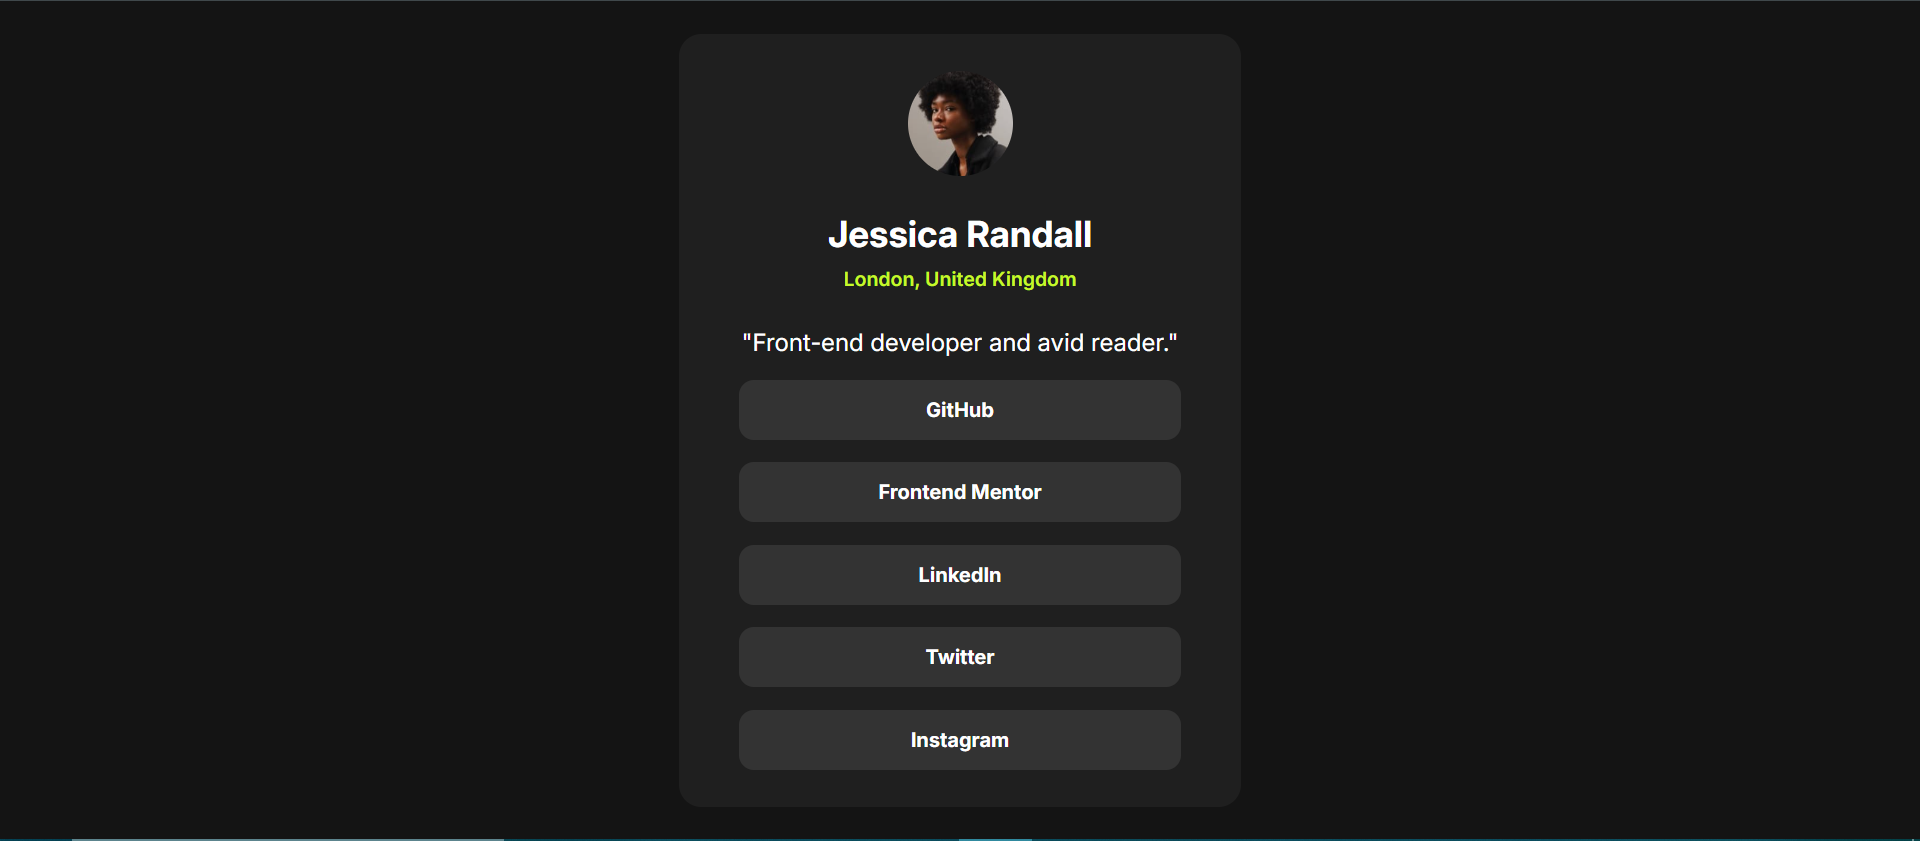 Jessica Randall
London, United Kingdom
"Front-end developer and avid reader."
GitHub
Frontend Mentor
LinkedIn
Twitter
Instagram